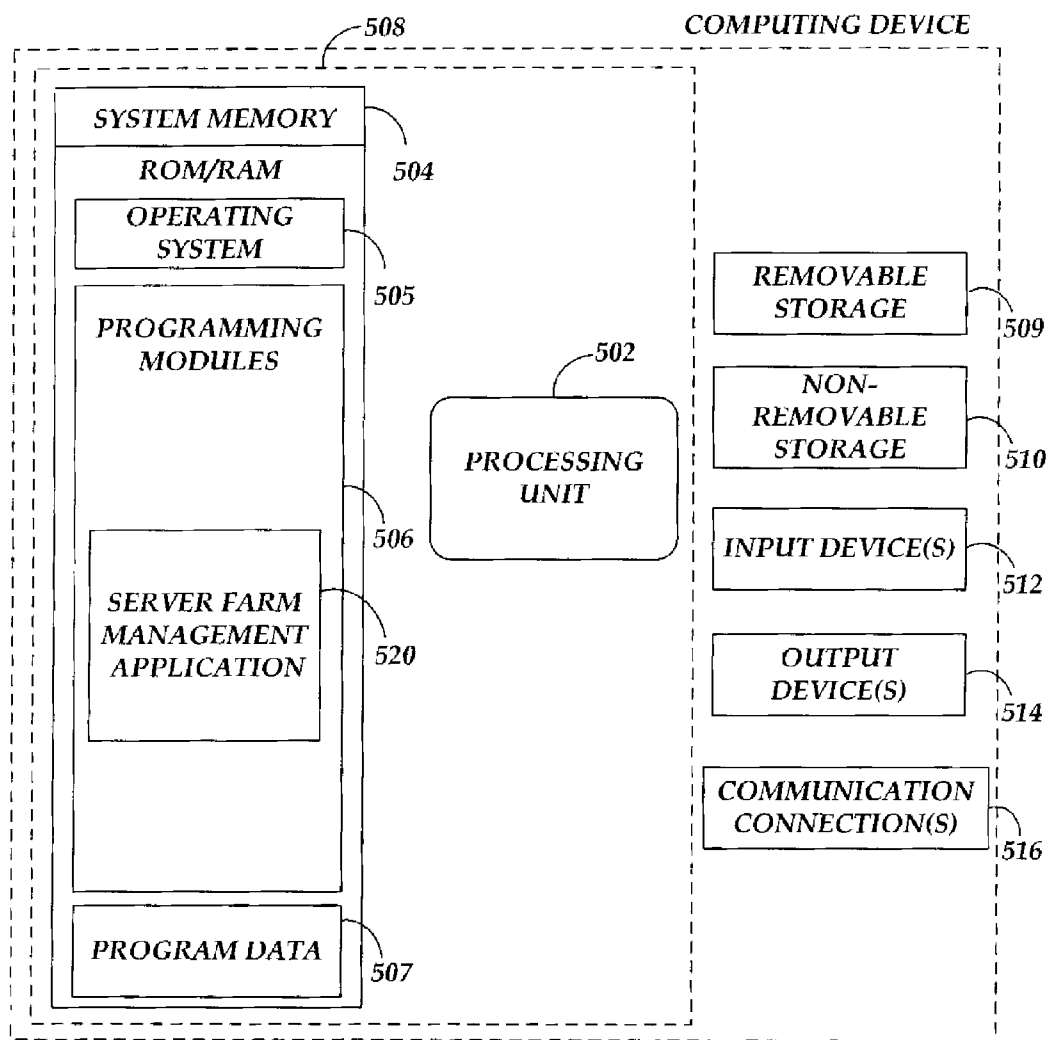 508
COMPUTING DEVICE
SYSTEM MEMORY
504
ROM/RAM
OPERATING
SYSTEM
505
PROGRAMMING
MODULES
506
SERVER FARM
MANAGEMENT
APPLICATION
520
PROGRAM DATA
507
502
PROCESSING
UNIT
REMOVABLE
STORAGE
509
NON-
REMOVABLE
STORAGE
510
INPUT DEVICE(S)
512
OUTPUT
DEVICE(S)
514
COMMUNICATION
CONNECTION(S)
516